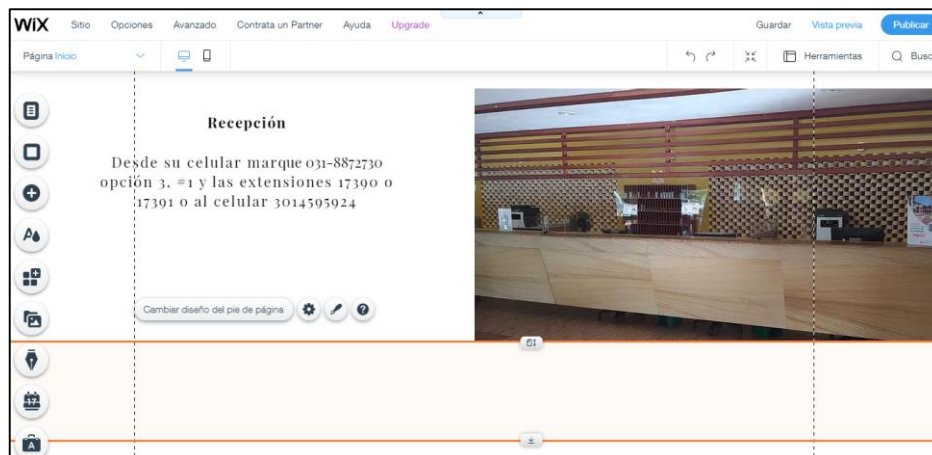 WiX Sitio Opciones Avanzado Contrata un Partner Ayuda Upgrade Guardar Vista previa Publicar
Página Inicio Herramientas Busc
Recepción
Desde su celular marque 031-8872730
opción 3, #1 y las extensiones 17390 o
17391 o al celular 3014595924
Cambiar diseño del pie de página
17
A